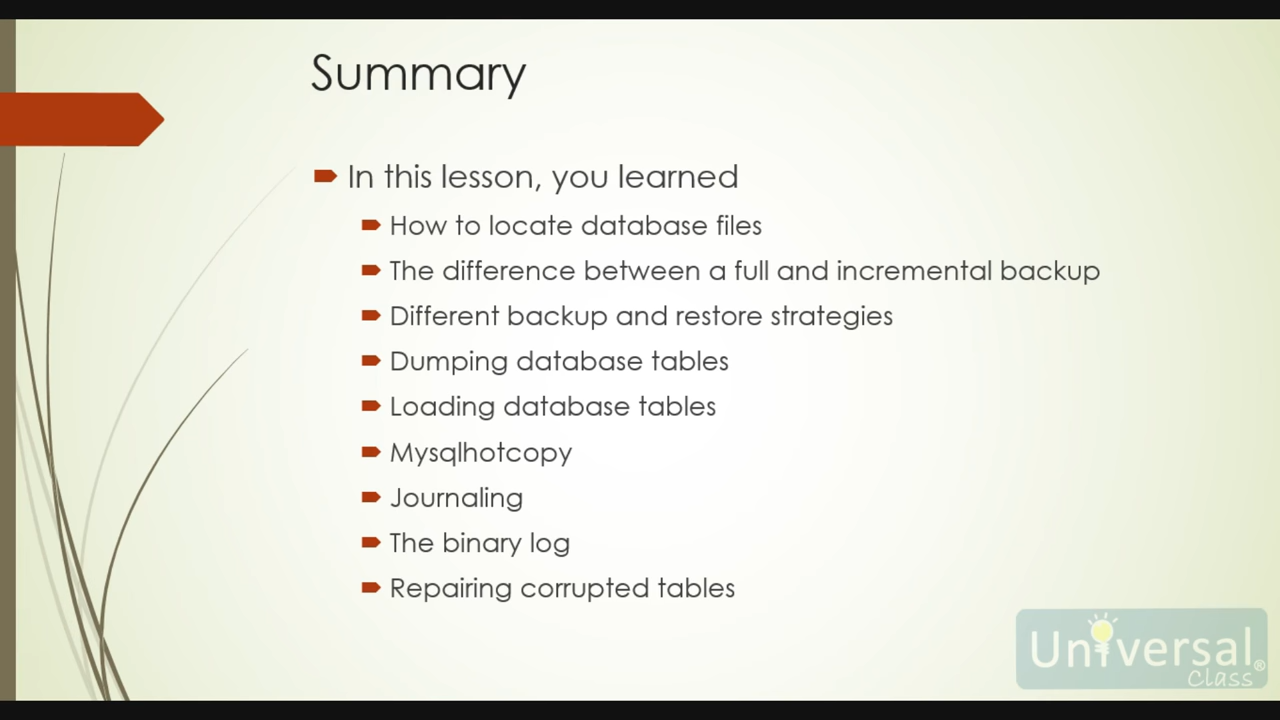 Summary
In this lesson, you learned
How to locate database files
The difference between a full and incremental backup
Different backup and restore strategies
Dumping database tables
Loading database tables
Mysqlhotcopy
Journaling
The binary log
Repairing corrupted tables
Universal®
Class